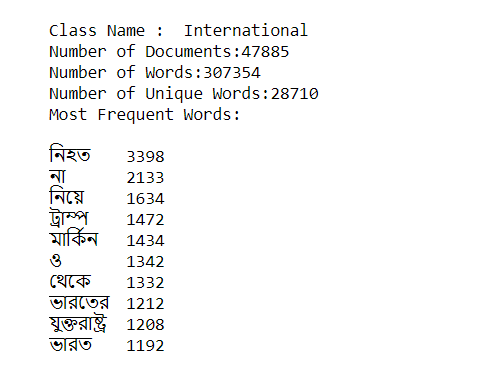 Class Name :  International
Number of Documents:47885
Number of Words:307354
Number of Unique Words:28710
Most Frequent Words:
নিহত 3398
না 2133
নিয়ে 1634
ট্রাম্প 1472
মার্কিন 1434
ও 1342
থেকে 1332
ভারতের 1212
যুক্তরাষ্ট্র 1208
ভারত 1192